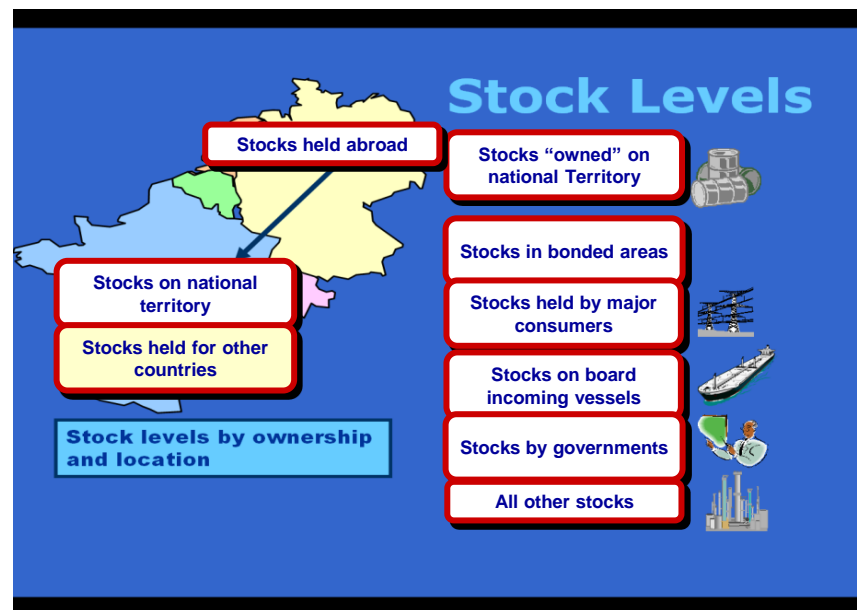 Stock Levels
Stocks held abroad
Stocks “owned” on
national Territory
Stocks in bonded areas
Stocks on national
territory
Stocks held by major
consumers
Stocks held for other
countries
Stocks on board
incoming vessels
Stock levels by ownership
and location
Stocks by governments
All other stocks